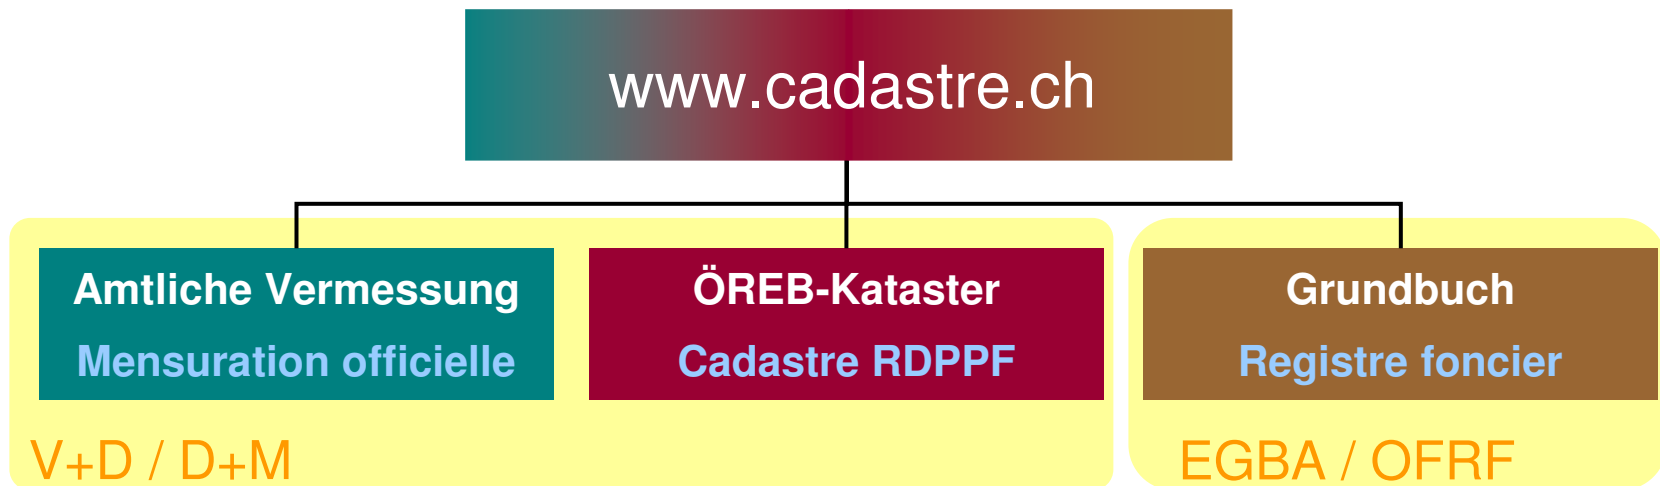 www.cadastre.ch
Amtliche Vermessung
Mensuration officielle
ÖREB-Kataster
Cadastre RDPPF
Grundbuch
Registre foncier
V+D / D+M
EGBA / OFRF